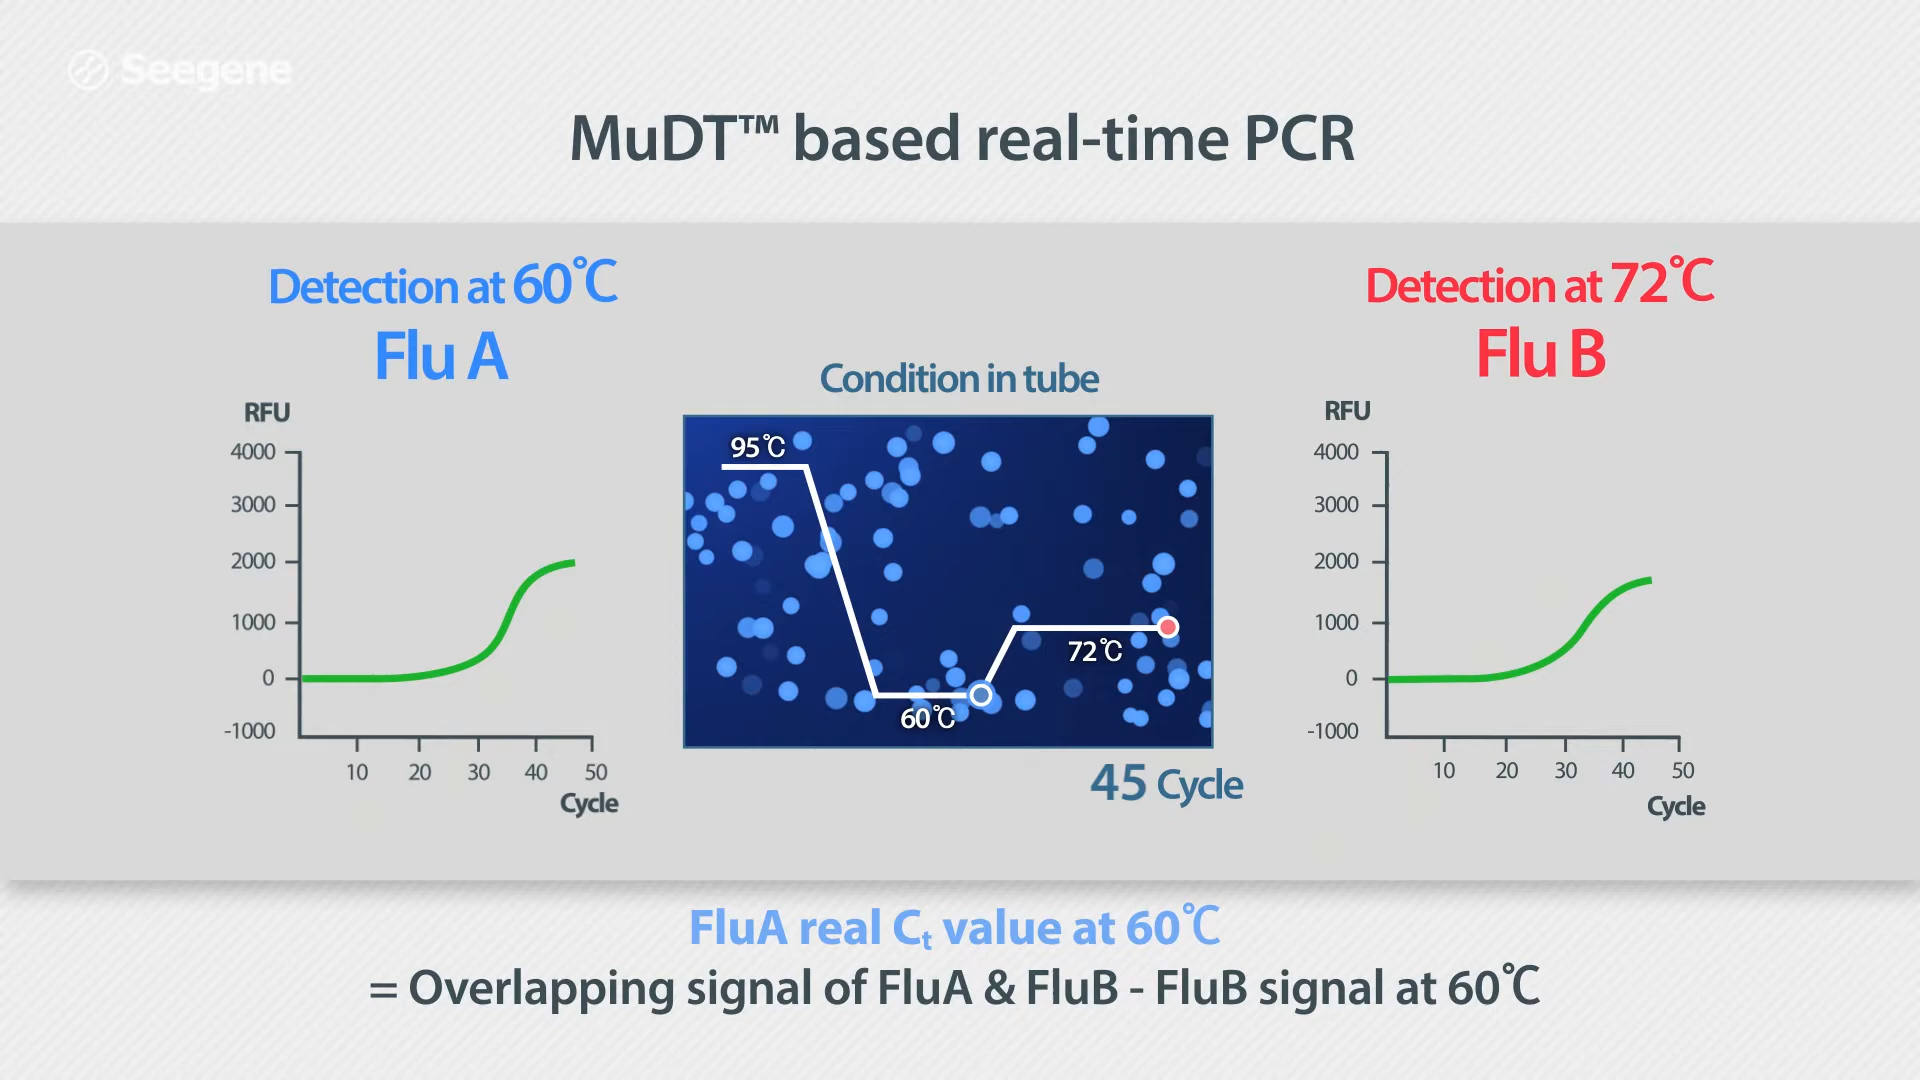 Seegene
MuDT™ based real-time PCR
Detection at 60℃
Flu A
RFU
4000
3000
2000
1000
0
-1000
10 20 30 40 50
Cycle
Condition in tube
95℃
72℃
60℃
45 Cycle
Detection at 72℃
Flu B
RFU
4000
3000
2000
1000
0
-1000
10 20 30 40 50
Cycle
FluA real Ct value at 60℃
= Overlapping signal of FluA & FluB - FluB signal at 60℃